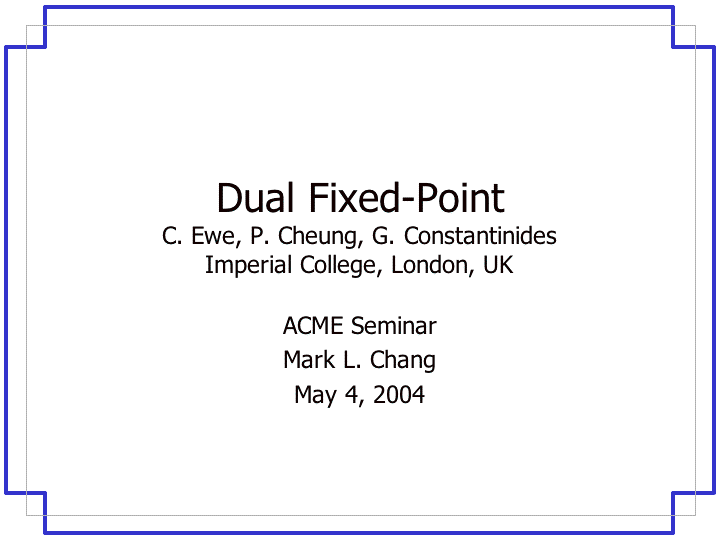 Dual Fixed-Point
C. Ewe, P. Cheung, G. Constantinides
Imperial College, London, UK
ACME Seminar
Mark L. Chang
May 4, 2004